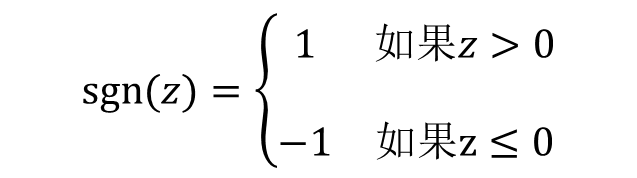 1 如果z > 0
sgn(z) = {
−1 如果z ≤ 0